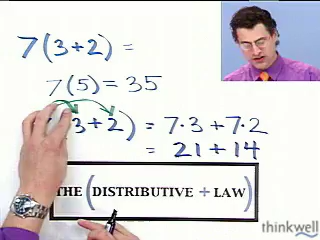 7(3+2) =
7(5) = 35
3+2) = 7·3 + 7·2
= 21 + 14
THE (DISTRIBUTIVE + LAW)
thinkwell